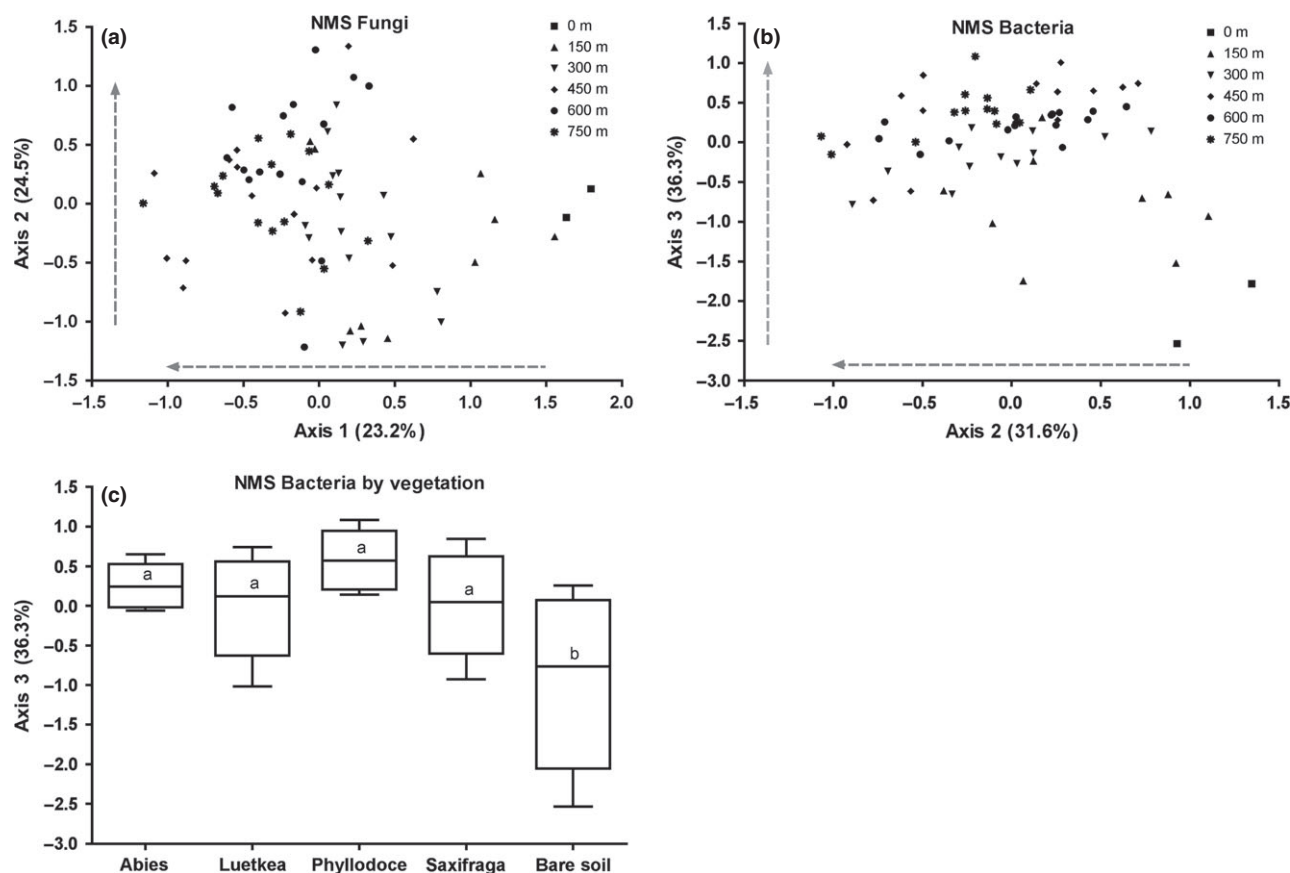 (a)
NMS Fungi
0 m
150 m
300 m
450 m
600 m
750 m
1.5
1.0
0.5
0.0
−0.5
−1.0
−1.5
Axis 2 (24.5%)
−1.5
−1.0
−0.5
0.0
0.5
1.0
1.5
2.0
Axis 1 (23.2%)
(b)
NMS Bacteria
0 m
150 m
300 m
450 m
600 m
750 m
1.5
1.0
0.5
0.0
−0.5
−1.0
−1.5
−2.0
−2.5
−3.0
Axis 3 (36.3%)
−1.5
−1.0
−0.5
0.0
0.5
1.0
1.5
Axis 2 (31.6%)
(c)
NMS Bacteria by vegetation
1.5
1.0
0.5
0.0
−0.5
−1.0
−1.5
−2.0
−2.5
−3.0
Axis 3 (36.3%)
a
a
a
a
b
Abies
Luetkea
Phyllodoce
Saxifraga
Bare soil